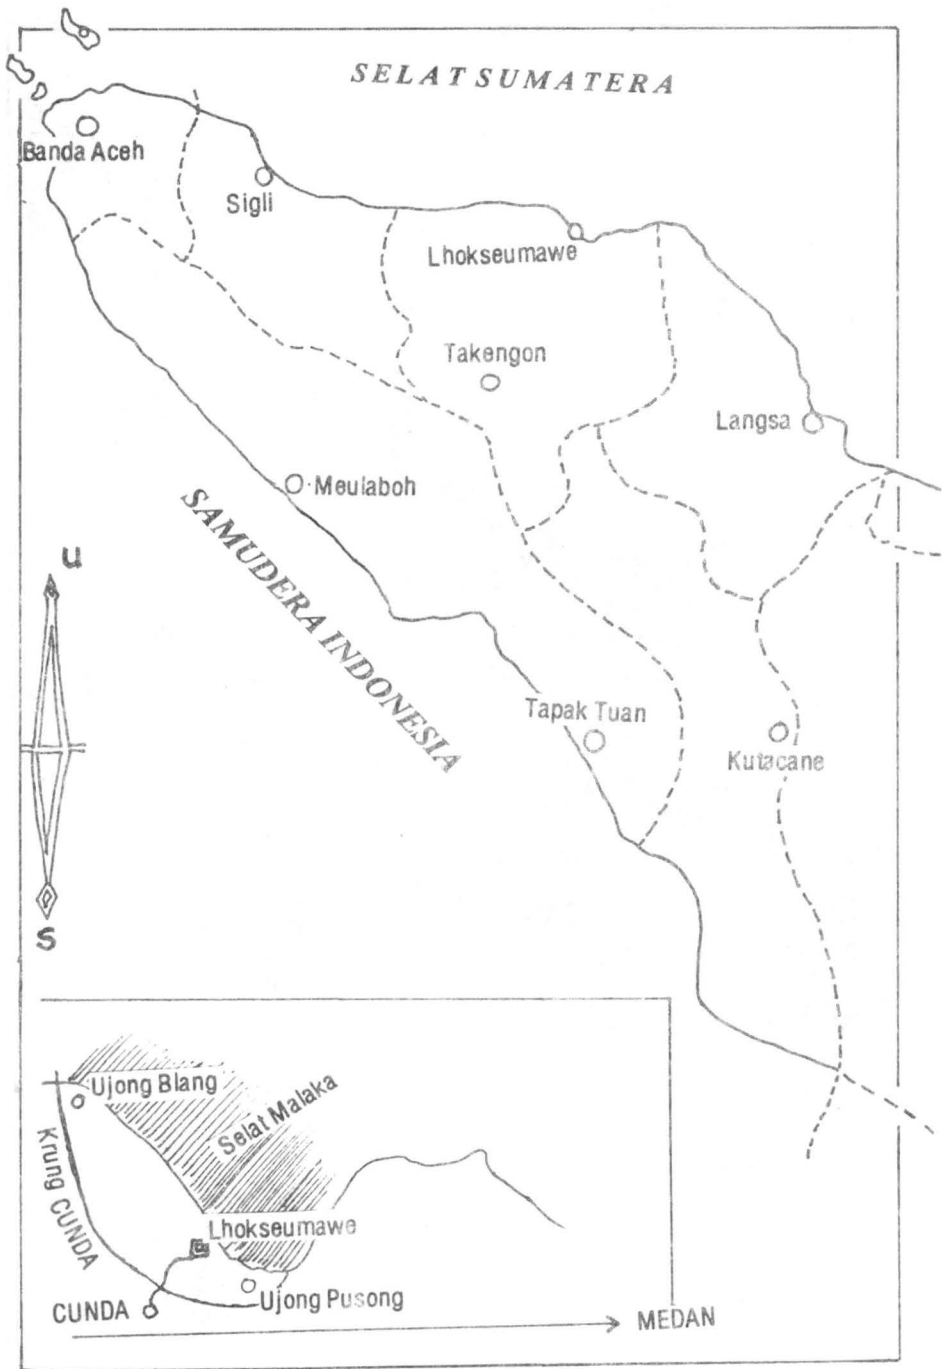 SELAT SUMATERA
Banda Aceh
Sigli
Lhokseumawe
Takengon
Langsa
Meulaboh
SAMUDERA INDONESIA
U
Tapak Tuan
Kutacane
S
Ujong Blang
Selat Malaka
Krung CUNDA
Lhokseumawe
Ujong Pusong
CUNDA
MEDAN